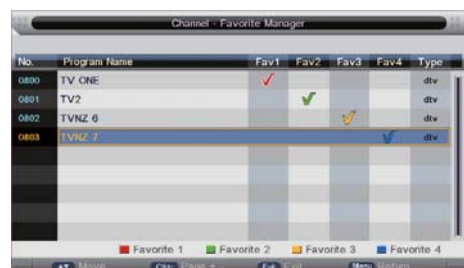 Channel - Favorite Manager
No. Program Name Fav1 Fav2 Fav3 Fav4 Type
0800 TV ONE dtv
0801 TV2 dtv
0802 TVNZ 6 dtv
0803 TVNZ 7 dtv
Favorite 1 Favorite 2 Favorite 3 Favorite 4
Move Page + Exit Exit Menu Return